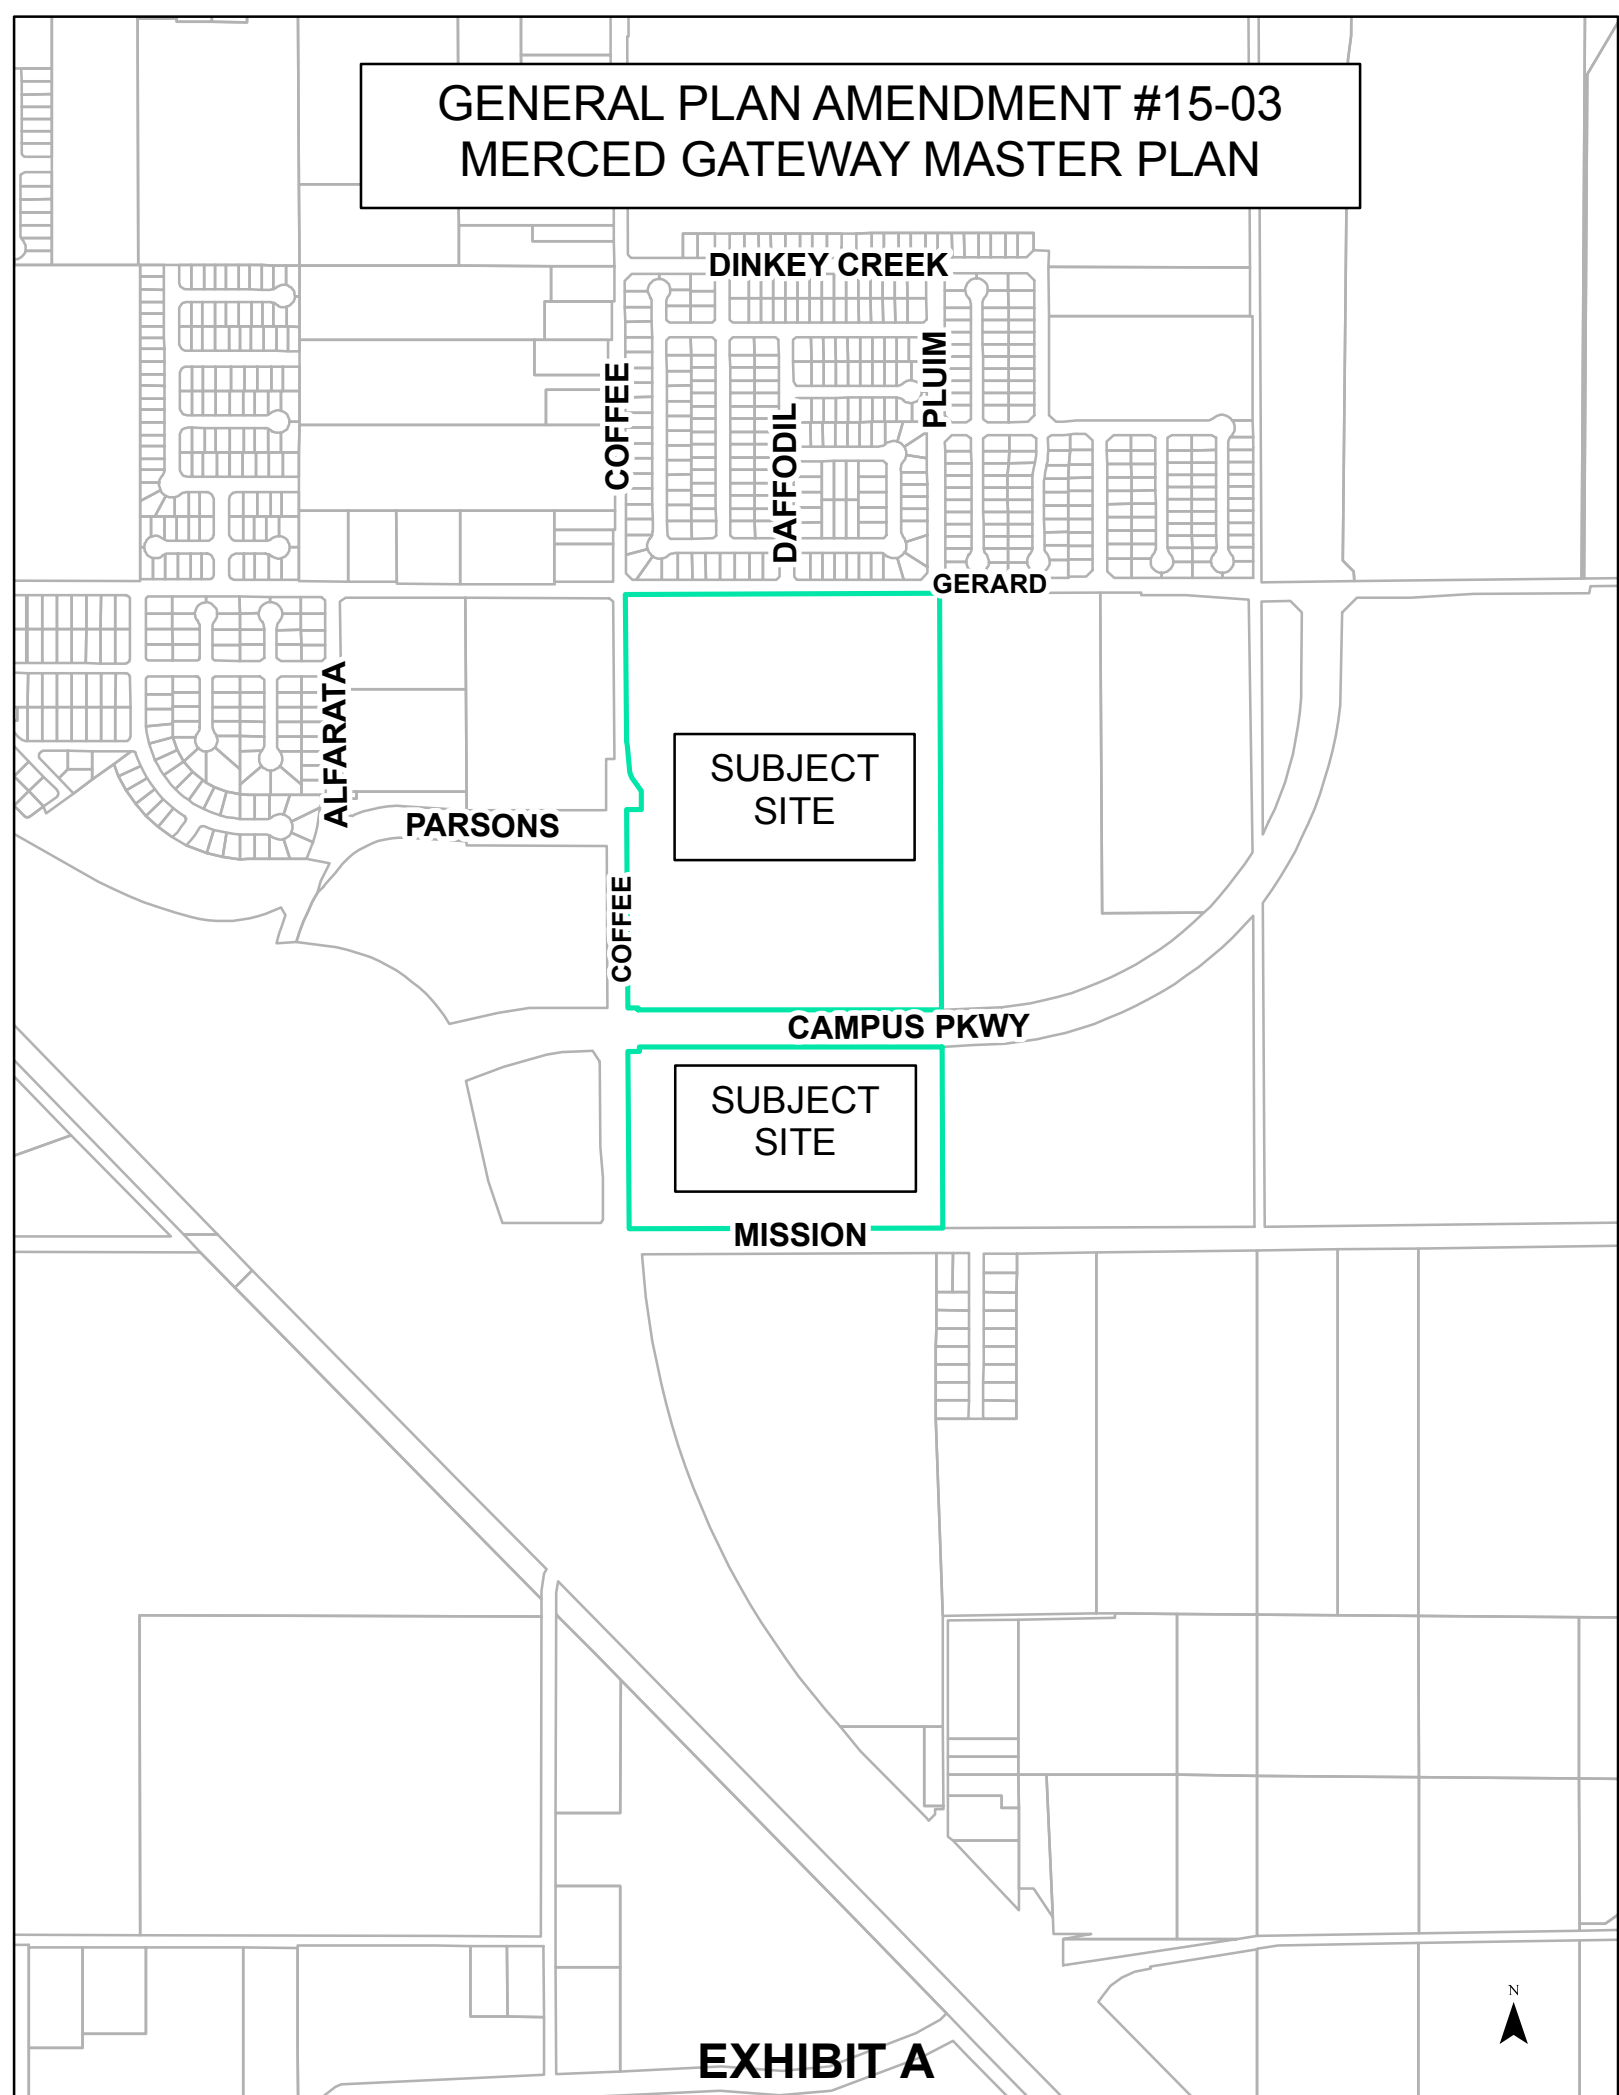 GENERAL PLAN AMENDMENT #15-03
MERCED GATEWAY MASTER PLAN
DINKEY CREEK
PLUIM
COFFEE
DAFFODIL
GERARD
ALFARATA
SUBJECT
SITE
PARSONS
COFFEE
CAMPUS PKWY
SUBJECT
SITE
MISSION
N
EXHIBIT A